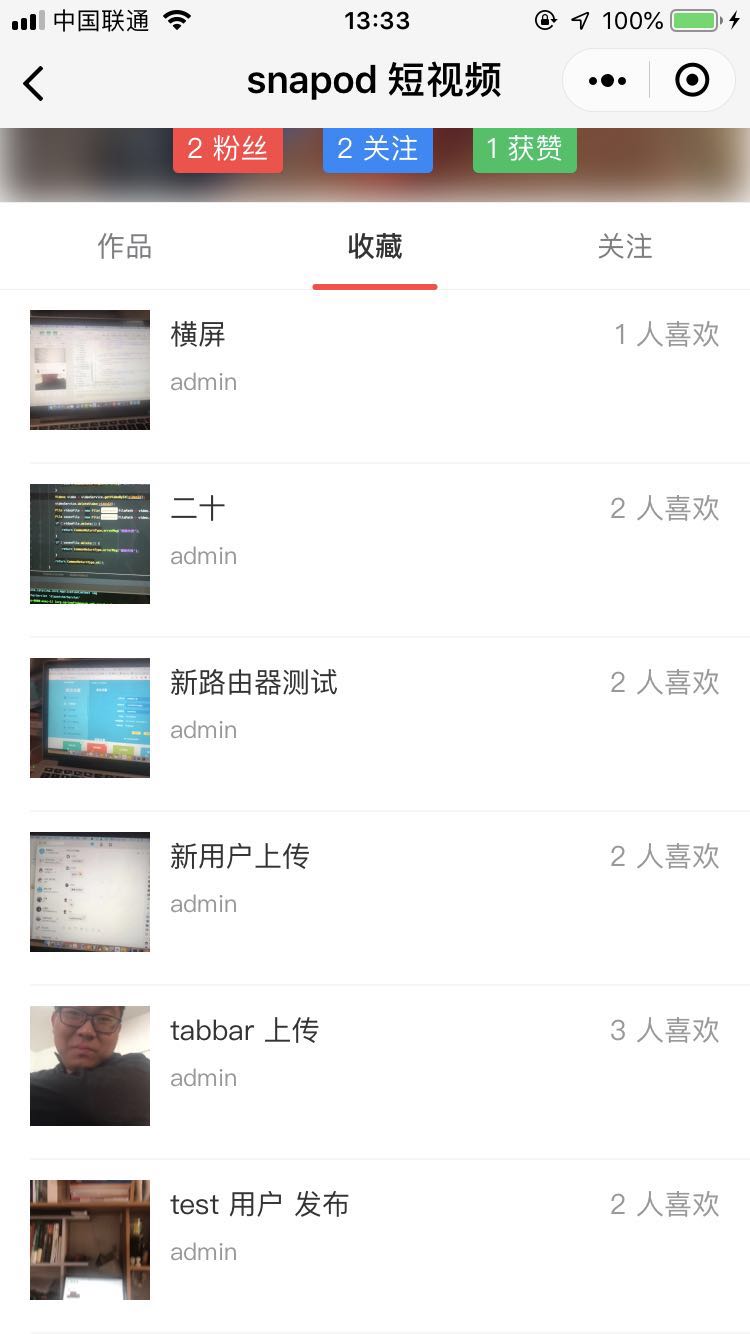 中国联通 13:33 100%
snapod 短视频
2 粉丝 2 关注 1 获赞
作品 收藏 关注
横屏 1 人喜欢
admin
二十 2 人喜欢
admin
新路由器测试 2 人喜欢
admin
新用户上传 2 人喜欢
admin
tabbar 上传 3 人喜欢
admin
test 用户 发布 2 人喜欢
admin